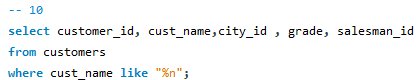 -- 10
select customer_id, cust_name,city_id , grade, salesman_id
from customers
where cust_name like "%n";